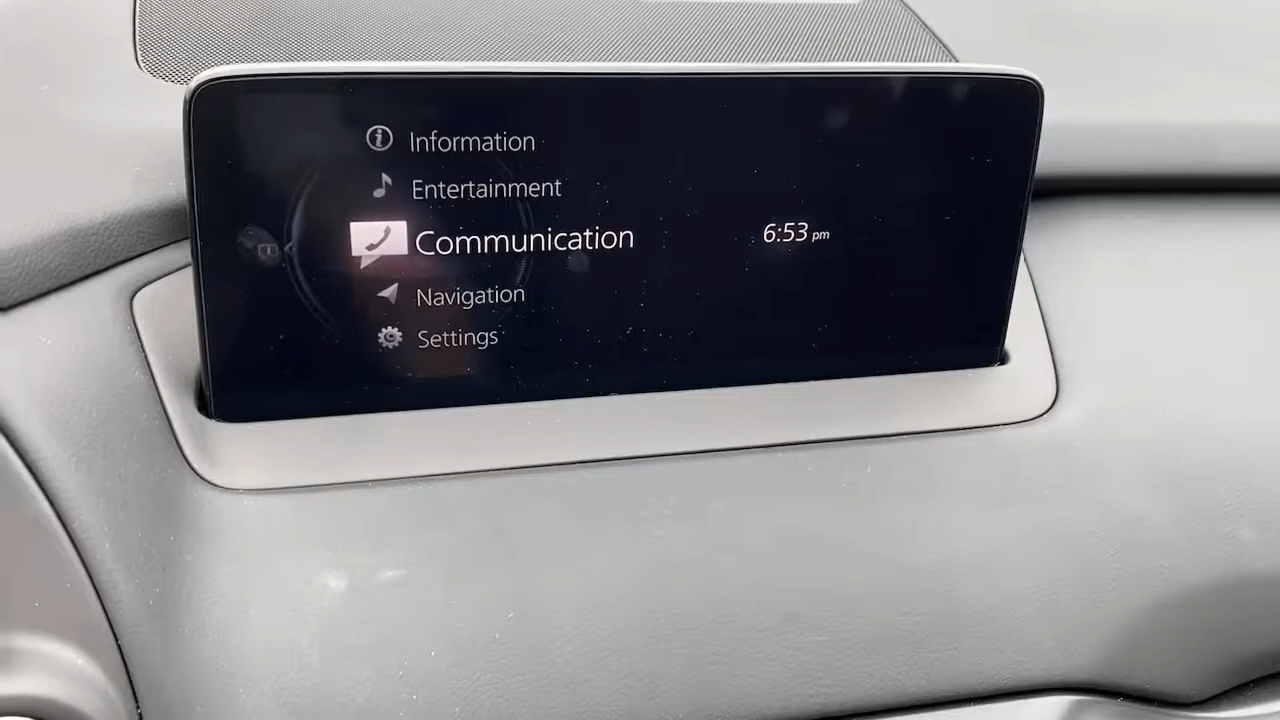 Information
Entertainment
Communication
6:53 pm
Navigation
Settings